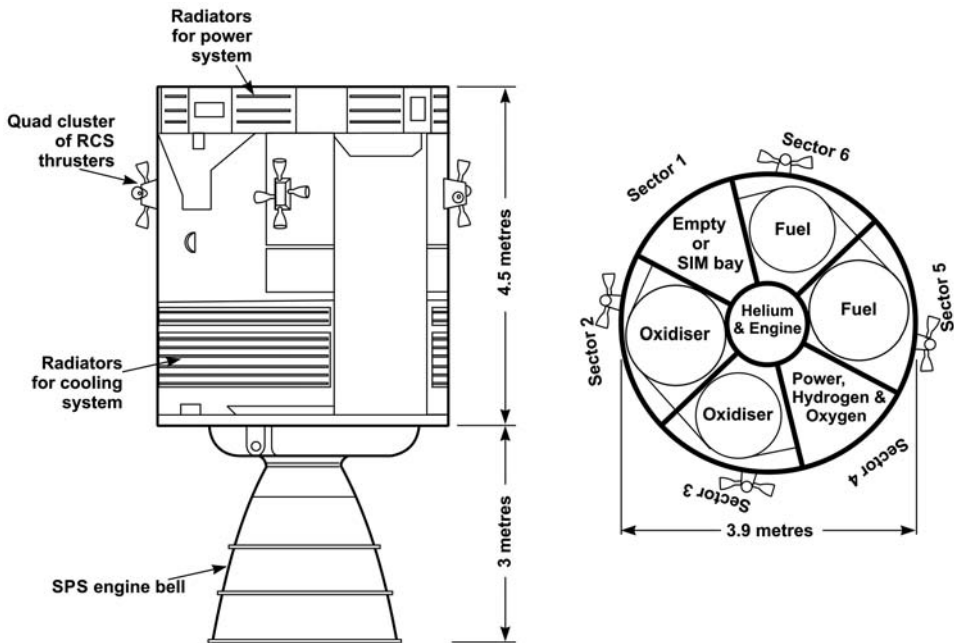 Radiators
for power
system
Quad cluster
of RCS
thrusters
4.5 metres
Radiators
for cooling
system
3 metres
SPS engine bell
Sector 1
Sector 6
Empty
or
SIM bay
Fuel
Sector 5
Fuel
Helium
& Engine
Sector 2
Oxidiser
Power,
Hydrogen &
Oxygen
Oxidiser
Sector 4
Sector 3
3.9 metres